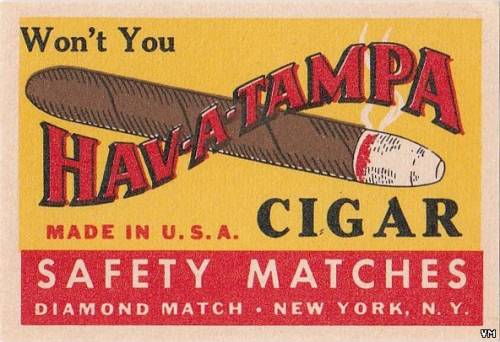 Won't You
HAV-A-TAMPA
CIGAR
MADE IN U.S.A.
SAFETY MATCHES
DIAMOND MATCH · NEW YORK, N.Y.
VM